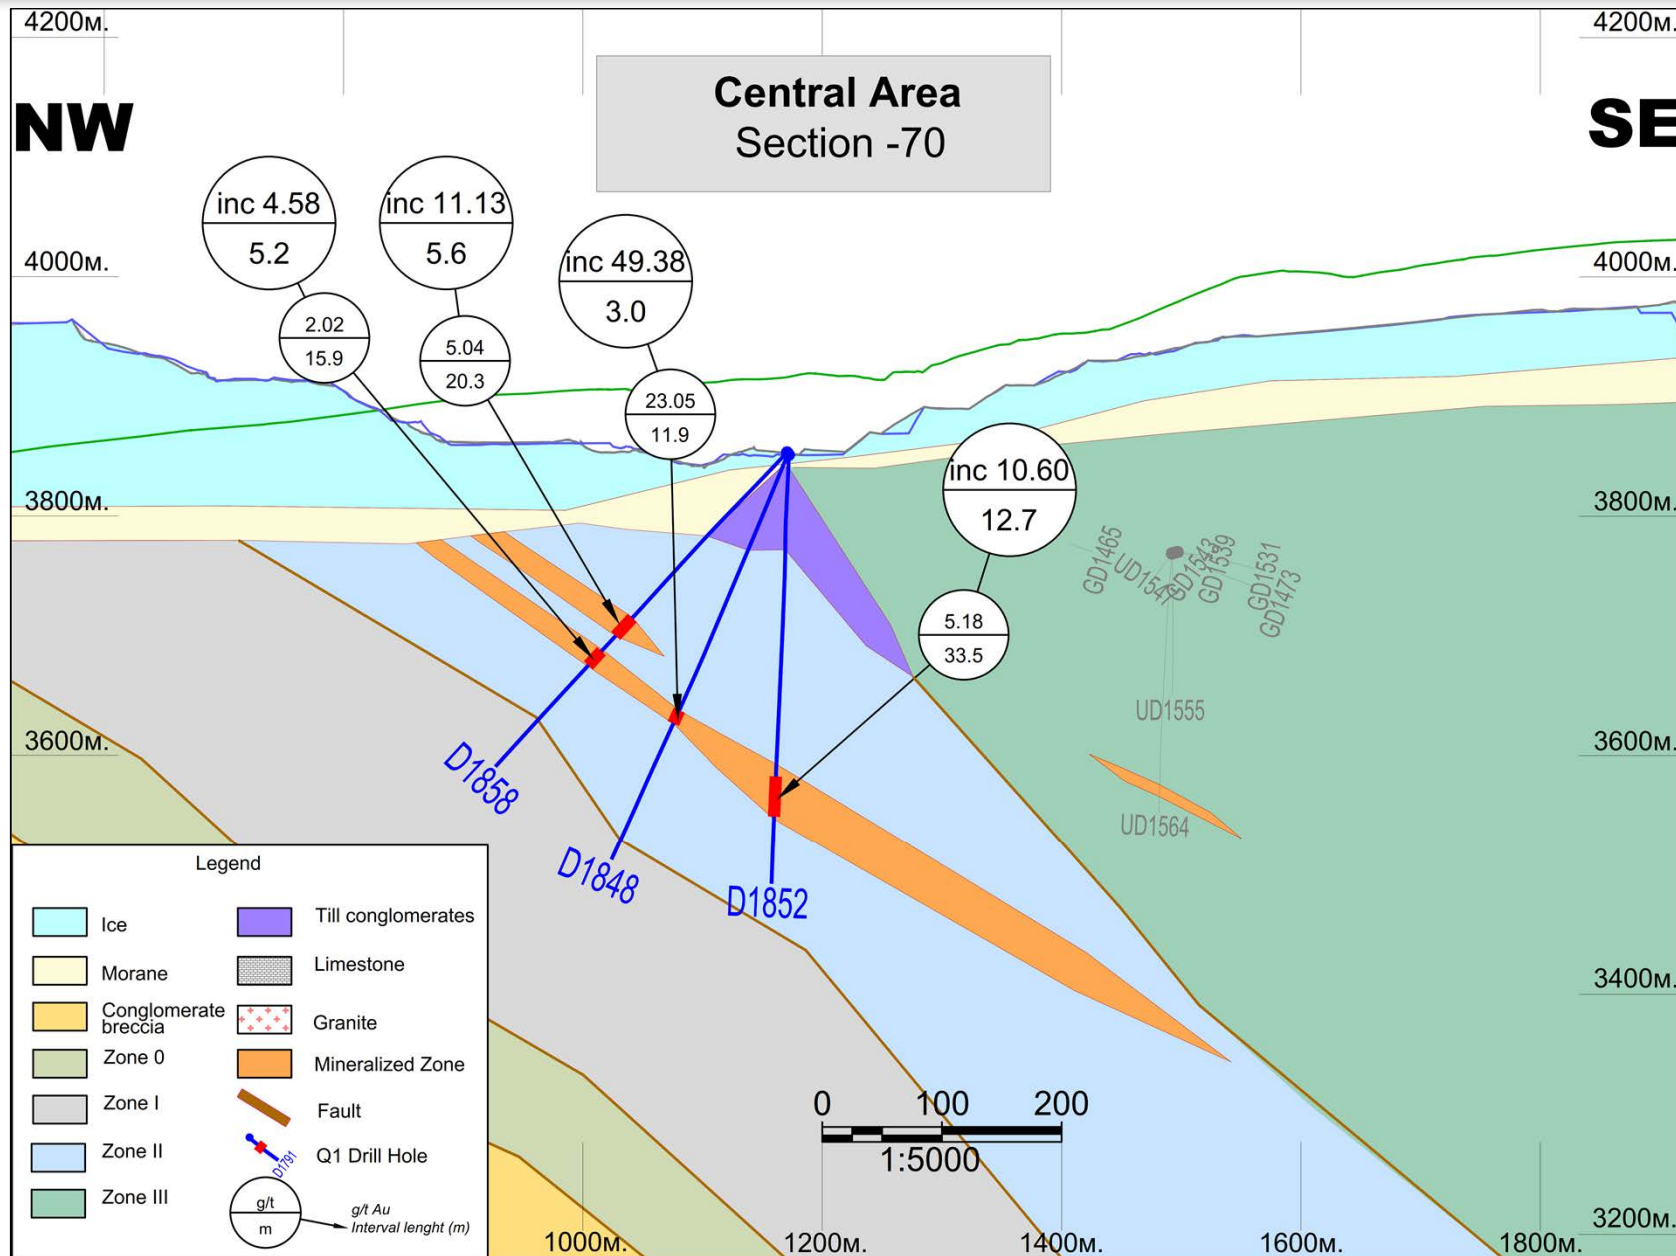 4200м.
4200м.
Central Area
Section -70
NW
SE
inc 4.58
5.2
inc 11.13
5.6
inc 49.38
3.0
4000м.
4000м.
2.02
15.9
5.04
20.3
23.05
11.9
inc 10.60
12.7
3800м.
3800м.
GD1465
UD1547
GD1543
GD1539
GD1531
GD1473
5.18
33.5
UD1555
3600м.
3600м.
D1858
UD1564
D1848
D1852
Legend
Ice
Morane
Conglomerate
breccia
Zone 0
Zone I
Zone II
Zone III
Till conglomerates
Limestone
Granite
Mineralized Zone
Fault
Q1 Drill Hole
D1791
g/t
m
g/t Au
Interval lenght (m)
3400м.
0 100 200
1:5000
3200м.
1000м.
1200м.
1400м.
1600м.
1800м.